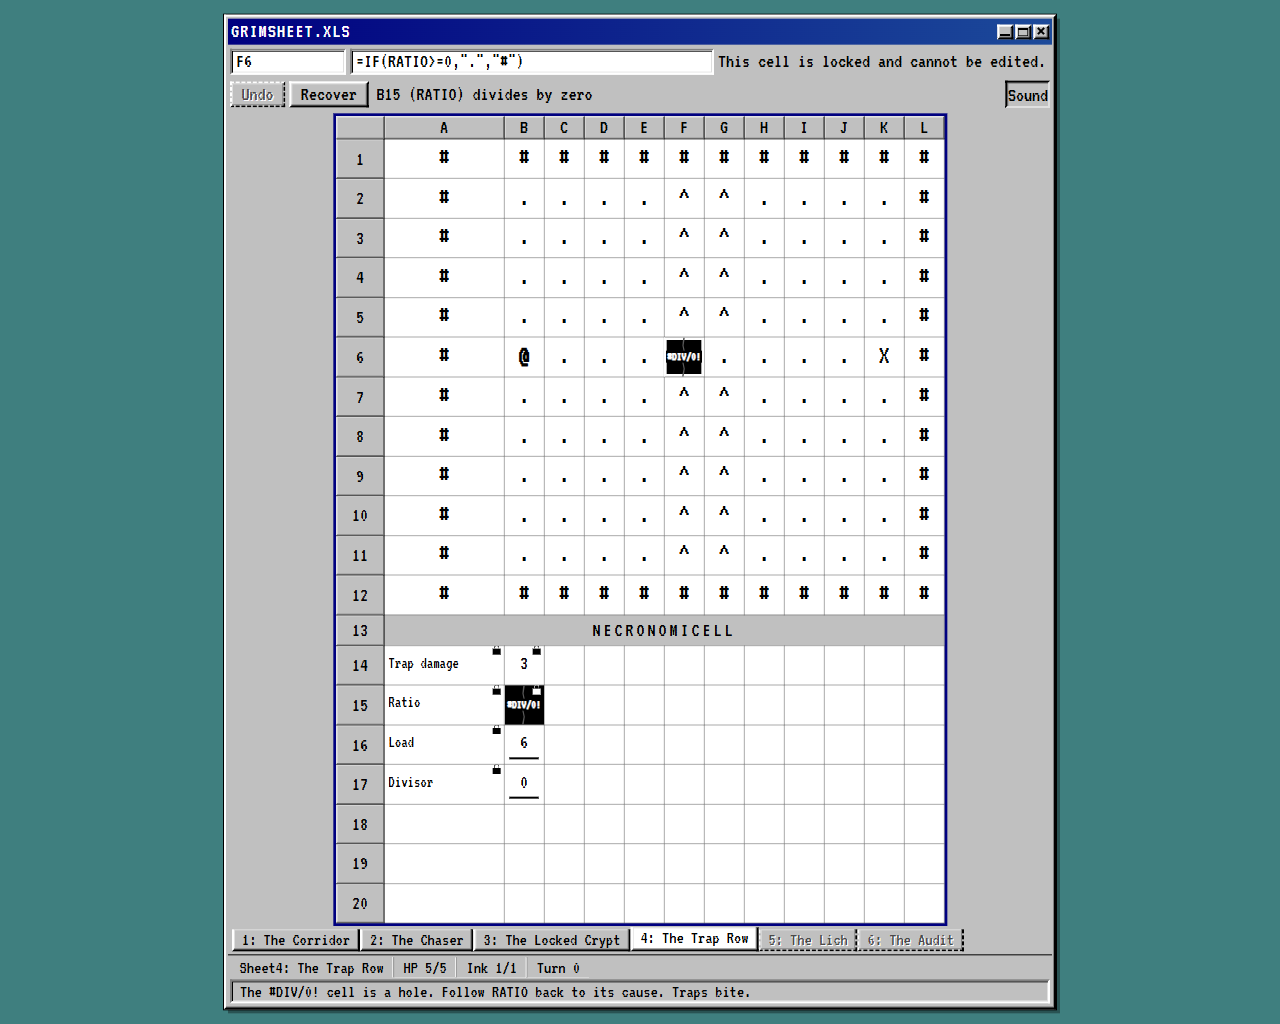 GRIMSHEET.XLS
F6 =IF(RATIO>=0,".","#") This cell is locked and cannot be edited.
Undo Recover B15 (RATIO) divides by zero Sound
A B C D E F G H I J K L
1 # # # # # # # # # # # #
2 # . . . . ^ ^ . . . . #
3 # . . . . ^ ^ . . . . #
4 # . . . . ^ ^ . . . . #
5 # . . . . ^ ^ . . . . #
6 # @ . . . #DIV/0! . . . . X #
7 # . . . . ^ ^ . . . . #
8 # . . . . ^ ^ . . . . #
9 # . . . . ^ ^ . . . . #
10 # . . . . ^ ^ . . . . #
11 # . . . . ^ ^ . . . . #
12 # # # # # # # # # # # #
13 NECRONOMICELL
14 Trap damage 3
15 Ratio #DIV/0!
16 Load 6
17 Divisor 0
18
19
20
1: The Corridor 2: The Chaser 3: The Locked Crypt 4: The Trap Row 5: The Lich 6: The Audit
Sheet4: The Trap Row HP 5/5 Ink 1/1 Turn 0
The #DIV/0! cell is a hole. Follow RATIO back to its cause. Traps bite.